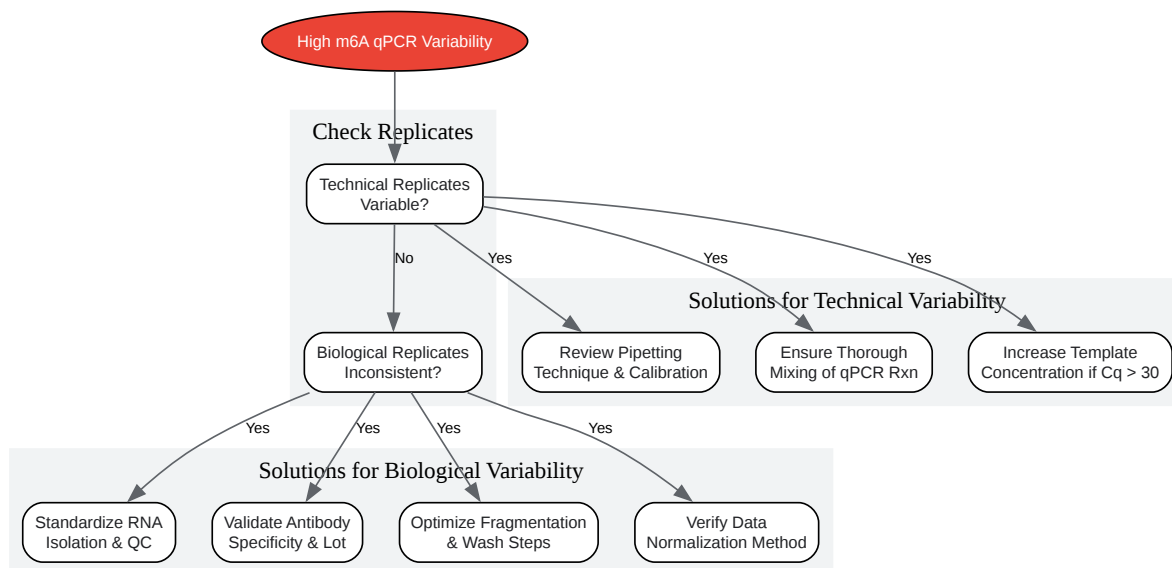 High m6A qPCR Variability
Check Replicates
Technical Replicates
Variable?
No
Yes
Yes
Yes
Solutions for Technical Variability
Biological Replicates
Inconsistent?
Review Pipetting
Technique & Calibration
Ensure Thorough
Mixing of qPCR Rxn
Increase Template
Concentration if Cq > 30
Yes
Yes
Yes
Yes
Solutions for Biological Variability
Standardize RNA
Isolation & QC
Validate Antibody
Specificity & Lot
Optimize Fragmentation
& Wash Steps
Verify Data
Normalization Method